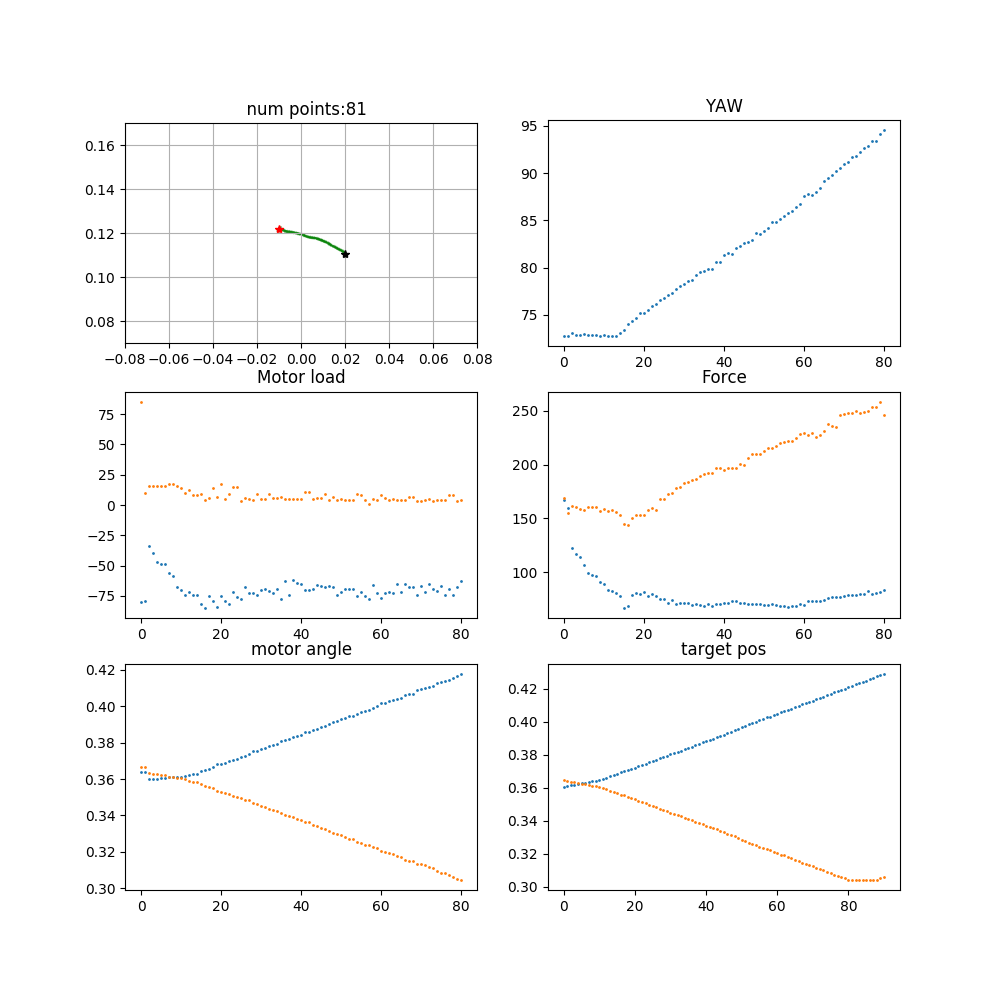 num points:81
YAW
0.16
0.14
0.12
0.10
0.08
−0.08 −0.06 −0.04 −0.02 0.00 0.02 0.04 0.06 0.08
95
90
85
80
75
0 20 40 60 80
Motor load
Force
75
50
25
0
−25
−50
−75
0 20 40 60 80
250
200
150
100
0 20 40 60 80
motor angle
target pos
0.42
0.40
0.38
0.36
0.34
0.32
0.30
0 20 40 60 80
0.42
0.40
0.38
0.36
0.34
0.32
0.30
0 20 40 60 80